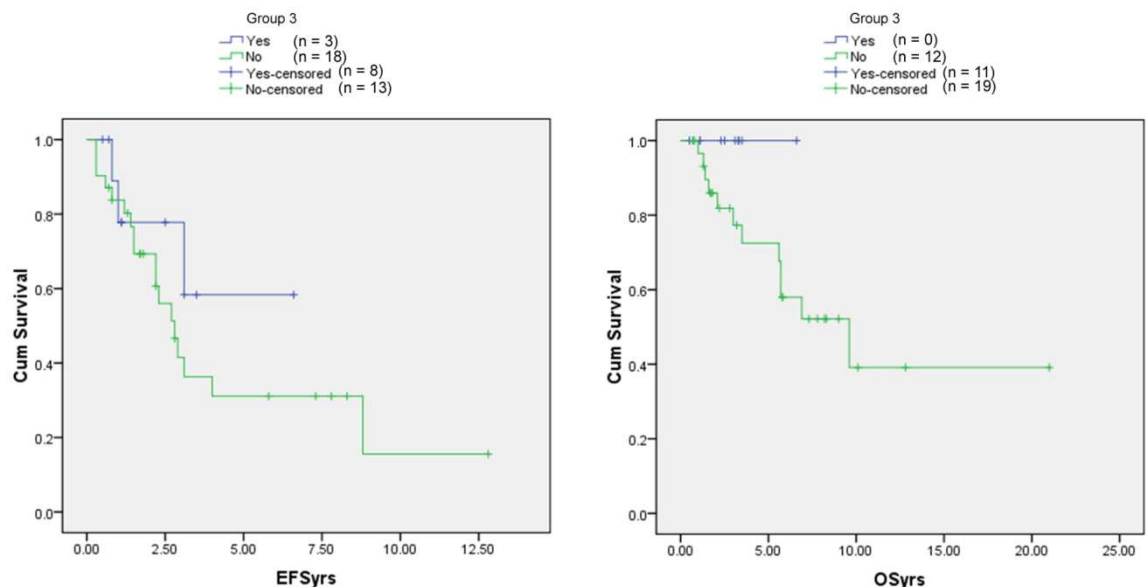 Group 3
Yes (n = 3)
No (n = 18)
Yes-censored (n = 8)
No-censored (n = 13)
1.0
0.8
0.6
0.4
0.2
0.0
Cum Survival
0.00 2.50 5.00 7.50 10.00 12.50
EFSyrs
Group 3
Yes (n = 0)
No (n = 12)
Yes-censored (n = 11)
No-censored (n = 19)
1.0
0.8
0.6
0.4
0.2
0.0
Cum Survival
0.00 5.00 10.00 15.00 20.00 25.00
OSyrs